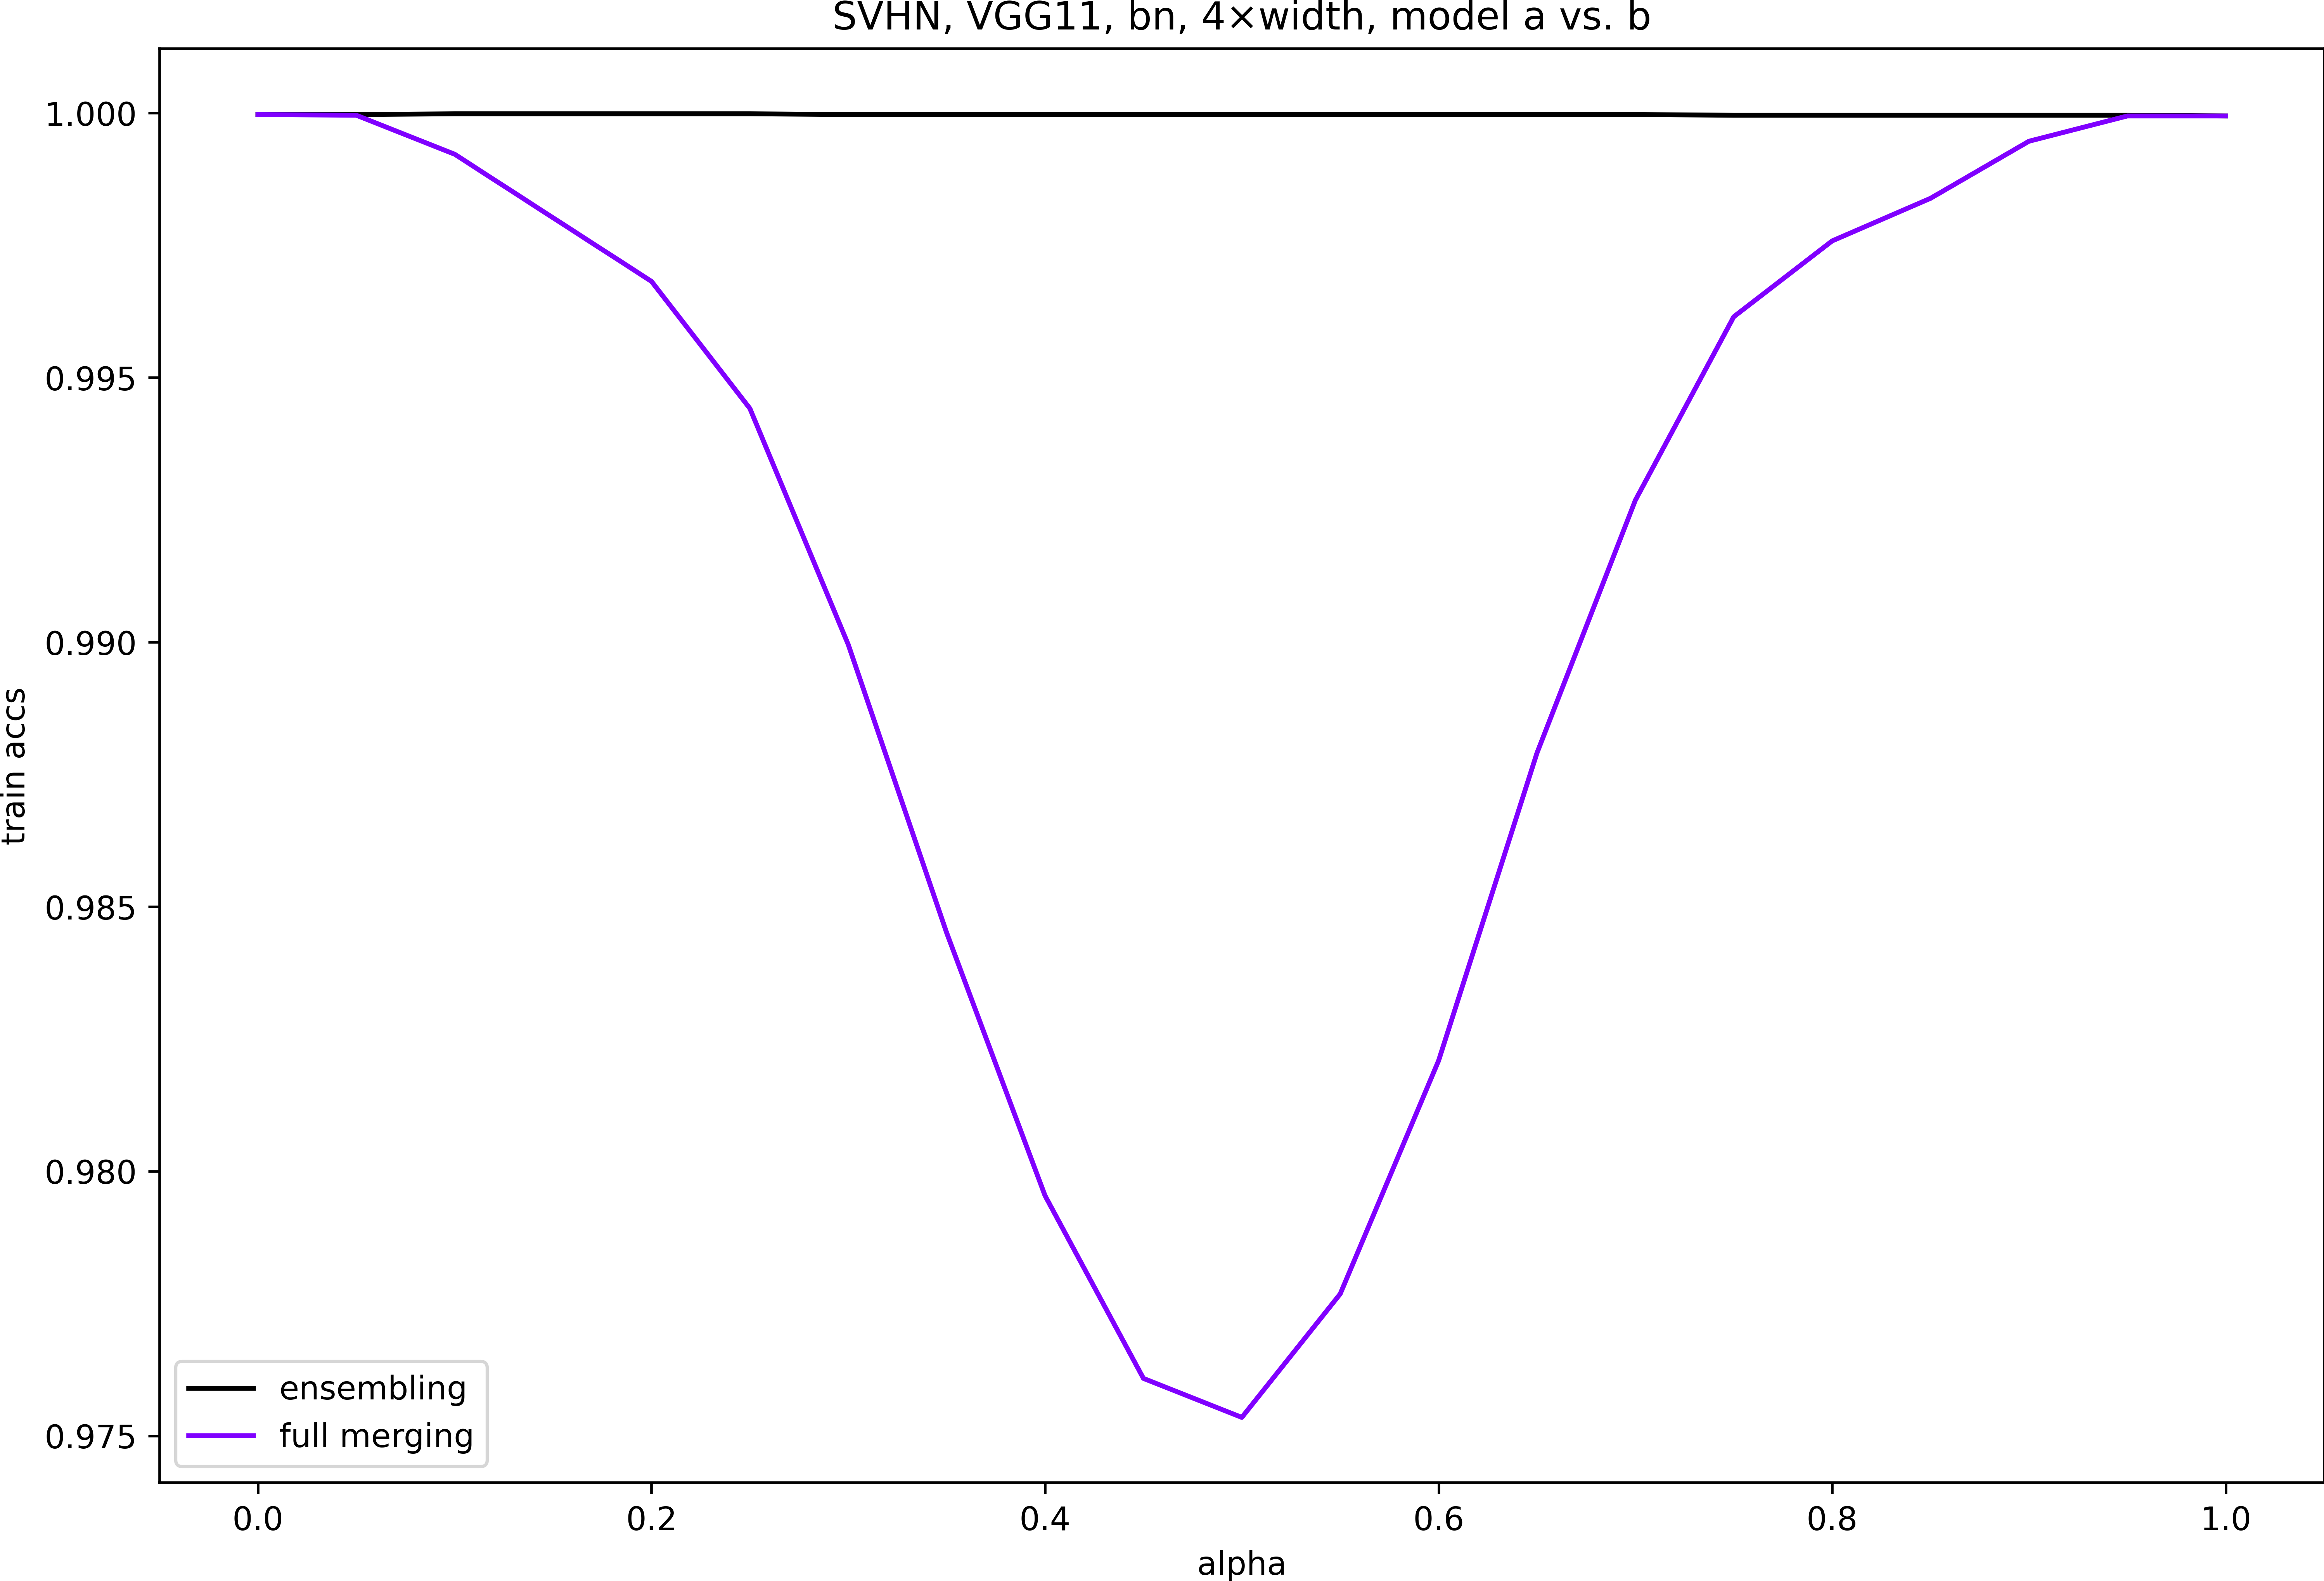 SVHN, VGG11, bn, 4×width, model a vs. b
train accs
1.000
0.995
0.990
0.985
0.980
0.975
ensembling
full merging
0.0 0.2 0.4 0.6 0.8 1.0
alpha